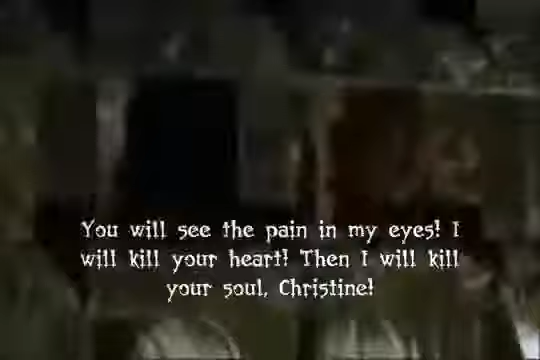 You will see the pain in my eyes! I
will kill your heart! Then I will kill
your soul, Christine!